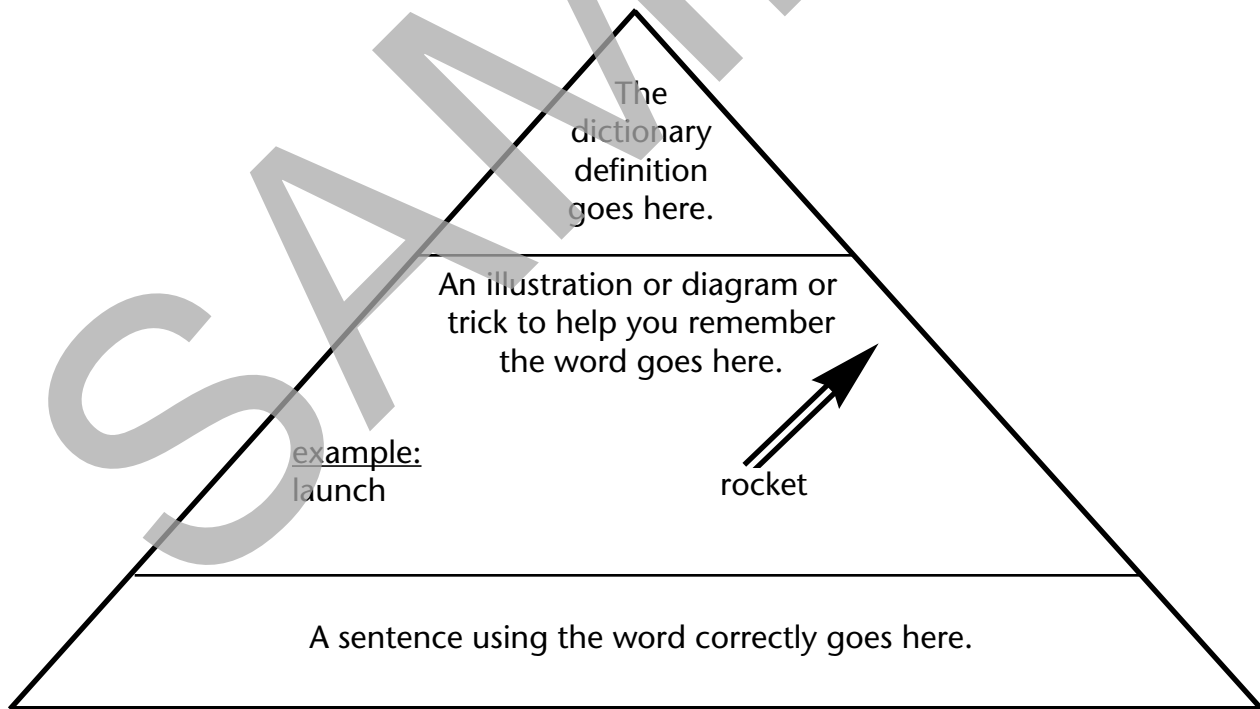 The
dictionary
definition
goes here.
An illustration or diagram or
trick to help you remember
the word goes here.
example:
launch
rocket
A sentence using the word correctly goes here.